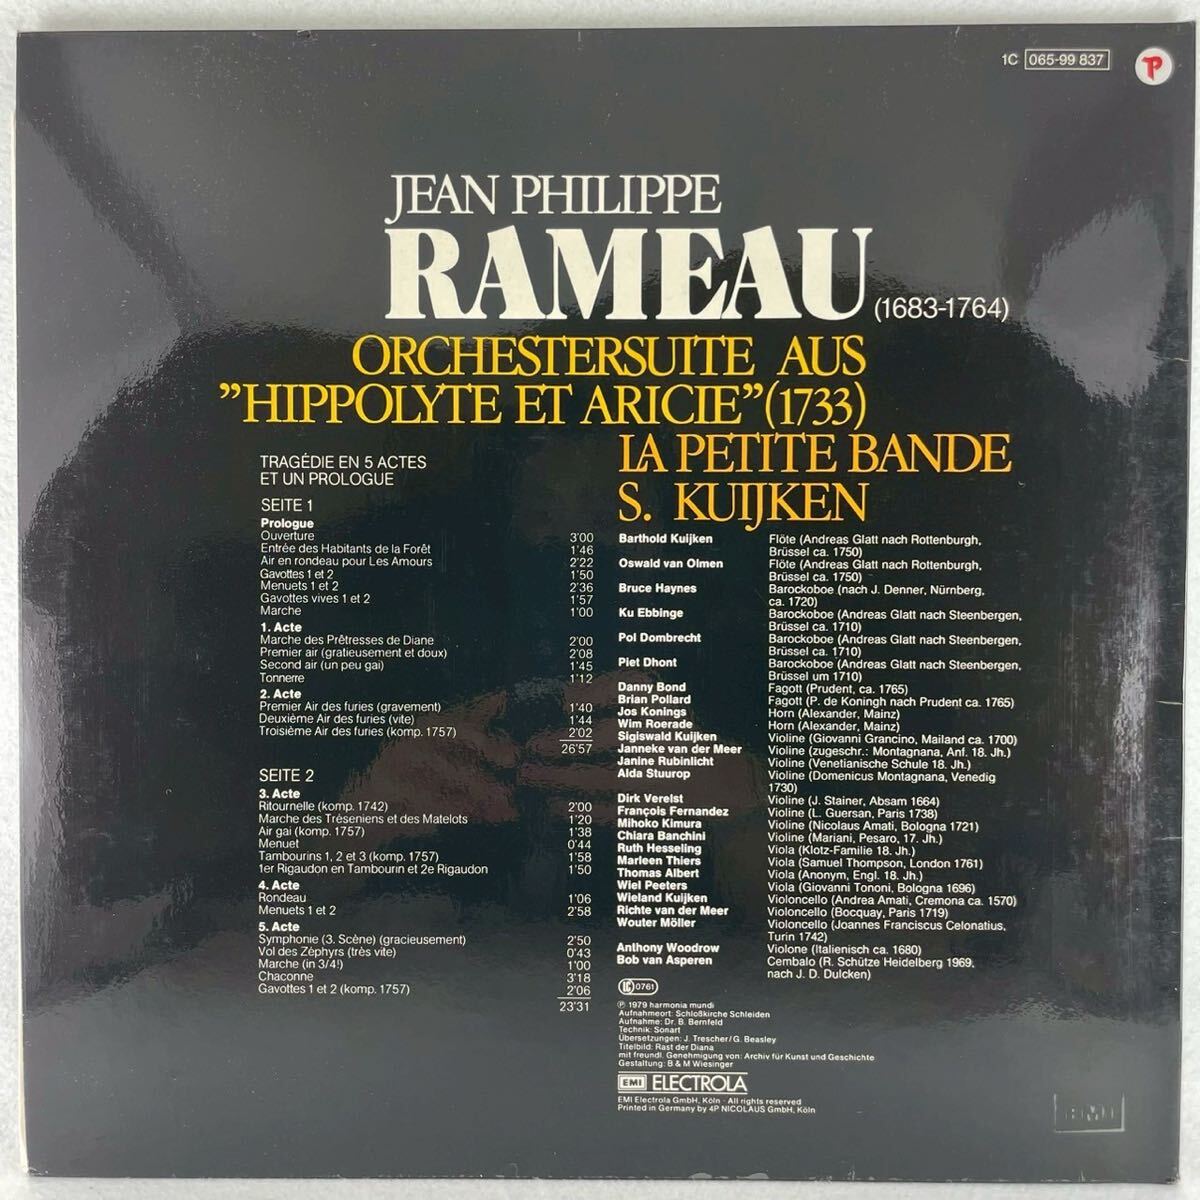 1C 065-99 837
P
JEAN PHILIPPE
RAMEAU (1683-1764)
ORCHESTERSUITE AUS
"HIPPOLYTE ET ARICIE" (1733)
LA PETITE BANDE
S. KUIJKEN
TRAGÉDIE EN 5 ACTES
ET UN PROLOGUE
SEITE 1
Prologue
Ouverture 3'00
Entrée des Habitants de la Forêt 1'46
Air en rondeau pour Les Amours 2'22
Gavottes 1 et 2 1'50
Menuets 1 et 2 2'36
Gavottes vives 1 et 2 1'57
Marche 1'00
1. Acte
Marche des Prêtresses de Diane 2'00
Premier air (gratieusement et doux) 2'08
Second air (un peu gai) 1'45
Tonnerre 1'12
2. Acte
Premier Air des furies (gravement) 1'40
Deuxième Air des furies (vite) 1'44
Troisième Air des furies (komp. 1757) 2'02
26'57
SEITE 2
3. Acte
Ritournelle (komp. 1742) 2'00
Marche des Tréseniens et des Matelots 1'20
Air gai (komp. 1757) 1'38
Menuet 0'44
Tambourins 1, 2 et 3 (komp. 1757) 1'58
1er Rigaudon en Tambourin et 2e Rigaudon 1'50
4. Acte
Rondeau 1'06
Menuets 1 et 2 2'58
5. Acte
Symphonie (3. Scène) (gracieusement) 2'50
Vol des Zéphyrs (très vite) 0'43
Marche (in 3/4!) 1'00
Chaconne 3'18
Gavottes 1 et 2 (komp. 1757) 2'06
23'31
Barthold Kuijken Flöte (Andreas Glatt nach Rottenburgh,
Brüssel ca. 1750)
Oswald van Olmen Flöte (Andreas Glatt nach Rottenburgh,
Brüssel ca. 1750)
Bruce Haynes Barockoboe (nach J. Denner, Nürnberg,
ca. 1720)
Ku Ebbinge Barockoboe (Andreas Glatt nach Steenbergen,
Brüssel ca. 1710)
Pol Dombrecht Barockoboe (Andreas Glatt nach Steenbergen,
Brüssel ca. 1710)
Piet Dhont Barockoboe (Andreas Glatt nach Steenbergen,
Brüssel um 1710)
Danny Bond Fagott (Prudent, ca. 1765)
Brian Pollard Fagott (P. de Koningh nach Prudent ca. 1765)
Jos Konings Horn (Alexander, Mainz)
Wim Roerade Horn (Alexander, Mainz)
Sigiswald Kuijken Violine (Giovanni Grancino, Mailand ca. 1700)
Janneke van der Meer Violine (zugeschr.: Montagnana, Anf. 18. Jh.)
Janine Rubinlicht Violine (Venetianische Schule 18. Jh.)
Alda Stuurop Violine (Domenicus Montagnana, Venedig
1730)
Dirk Verelst Violine (J. Stainer, Absam 1664)
François Fernandez Violine (L. Guersan, Paris 1738)
Mihoko Kimura Violine (Nicolaus Amati, Bologna 1721)
Chiara Banchini Violine (Mariani, Pesaro, 17. Jh.)
Ruth Hesseling Viola (Klotz-Familie 18. Jh.)
Marleen Thiers Viola (Samuel Thompson, London 1761)
Thomas Albert Viola (Anonym, Engl. 18. Jh.)
Wiel Peeters Viola (Giovanni Tononi, Bologna 1696)
Wieland Kuijken Violoncello (Andrea Amati, Cremona ca. 1570)
Richte van der Meer Violoncello (Bocquay, Paris 1719)
Wouter Möller Violoncello (Joannes Franciscus Celonatius,
Turin 1742)
Anthony Woodrow Violone (Italienisch ca. 1680)
Bob van Asperen Cembalo (R. Schütze Heidelberg 1969,
nach J. D. Dulcken)
LC 0761
℗ 1979 harmonia mundi
Aufnahmeort: Schloßkirche Schleiden
Aufnahme: Dr. B. Bernfeld
Technik: Sonart
Übersetzungen: J. Trescher/G. Beasley
Titelbild: Rast der Diana
mit freundl. Genehmigung von: Archiv für Kunst und Geschichte
Gestaltung: B & M Wiesinger
EMI ELECTROLA
EMI Electrola GmbH, Köln · All rights reserved
Printed in Germany by 4P NICOLAUS GmbH, Köln
EMI